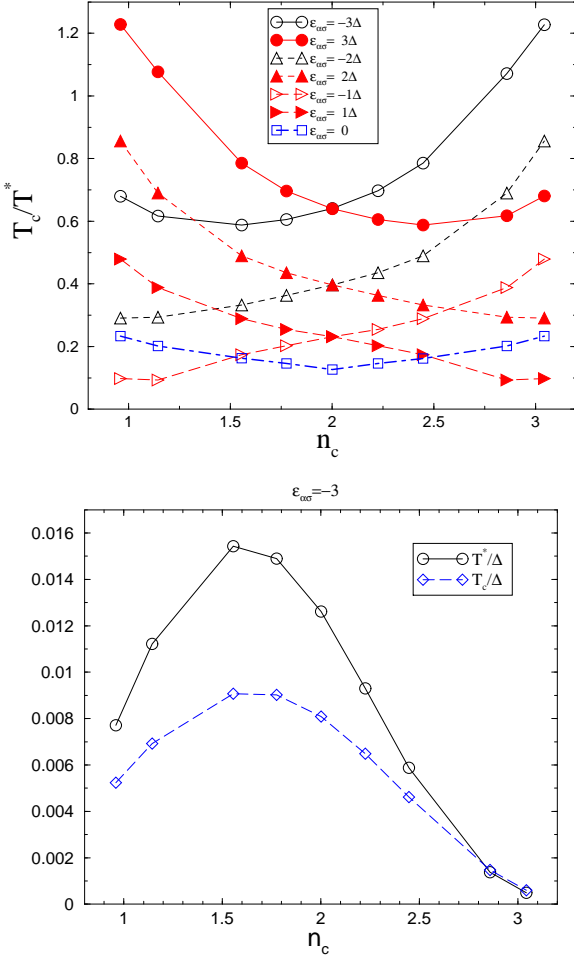 1.2
1
0.8
0.6
0.4
0.2
0
T_c/T^*
ε_ασ= −3Δ
ε_ασ= 3Δ
ε_ασ= −2Δ
ε_ασ= 2Δ
ε_ασ= −1Δ
ε_ασ= 1Δ
ε_ασ= 0
1 1.5 2 2.5 3
n_c
ε_ασ=−3
0.016
0.014
0.012
0.01
0.008
0.006
0.004
0.002
0
T^*/Δ
T_c/Δ
1 1.5 2 2.5 3
n_c